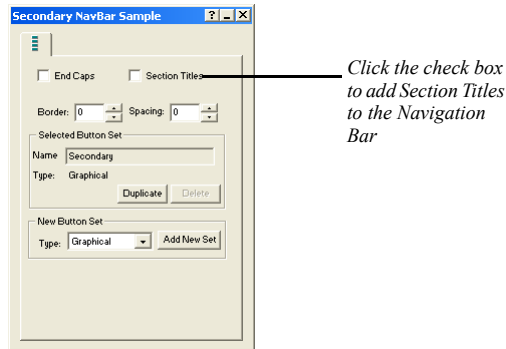 Secondary NavBar Sample
End Caps
Section Titles
Click the check box
to add Section Titles
to the Navigation
Bar
Border: 0
Spacing: 0
Selected Button Set
Name Secondary
Type: Graphical
Duplicate Delete
New Button Set
Type: Graphical Add New Set